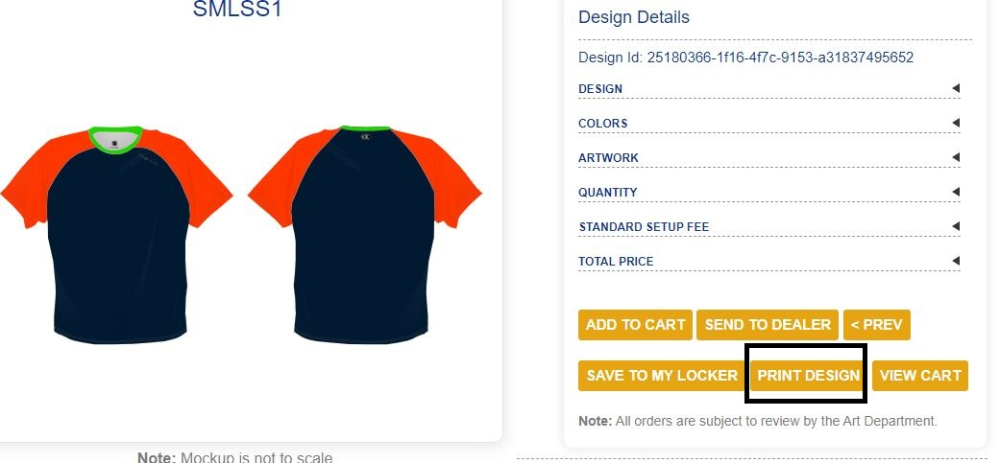 SMLSS1
Note: Mockup is not to scale
Design Details
Design Id: 25180366-1f16-4f7c-9153-a31837495652
DESIGN
COLORS
ARTWORK
QUANTITY
STANDARD SETUP FEE
TOTAL PRICE
ADD TO CART SEND TO DEALER < PREV
SAVE TO MY LOCKER PRINT DESIGN VIEW CART
Note: All orders are subject to review by the Art Department.